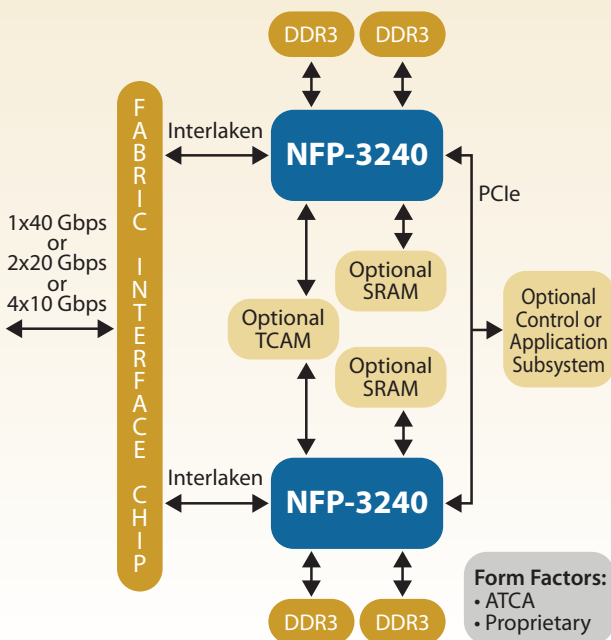 DDR3
DDR3
FABRIC INTERFACE CHIP
Interlaken
NFP-3240
PCIe
1x40 Gbps
or
2x20 Gbps
or
4x10 Gbps
Optional
SRAM
Optional
TCAM
Optional
Control or
Application
Subsystem
Optional
SRAM
Interlaken
NFP-3240
DDR3
DDR3
Form Factors:
• ATCA
• Proprietary